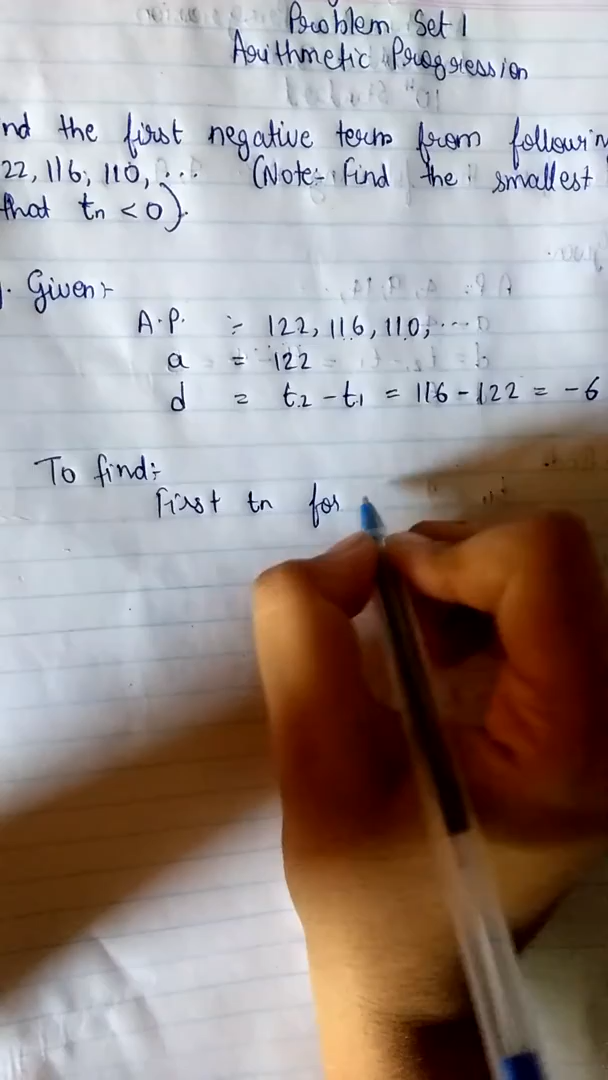 Problem Set 1
Arithmetic Progression
nd the first negative term from followin
22, 116, 110, ... (Note:- Find the smallest
that tn < 0).
Given:-
A.P. :- 122, 116, 110, ...
a = 122
d = t2 - t1 = 116 - 122 = -6
To find:-
First tn for